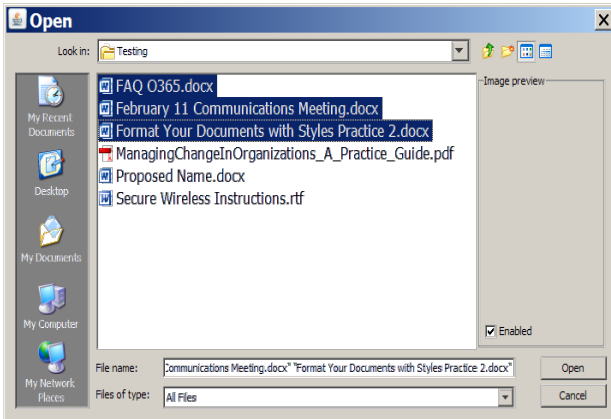 Open
Look in: Testing
My Recent
Documents
Desktop
My Documents
My Computer
My Network
Places
FAQ O365.docx
February 11 Communications Meeting.docx
Format Your Documents with Styles Practice 2.docx
ManagingChangeInOrganizations_A_Practice_Guide.pdf
Proposed Name.docx
Secure Wireless Instructions.rtf
Image preview
Enabled
File name: Communications Meeting.docx" "Format Your Documents with Styles Practice 2.docx" Open
Files of type: All Files Cancel